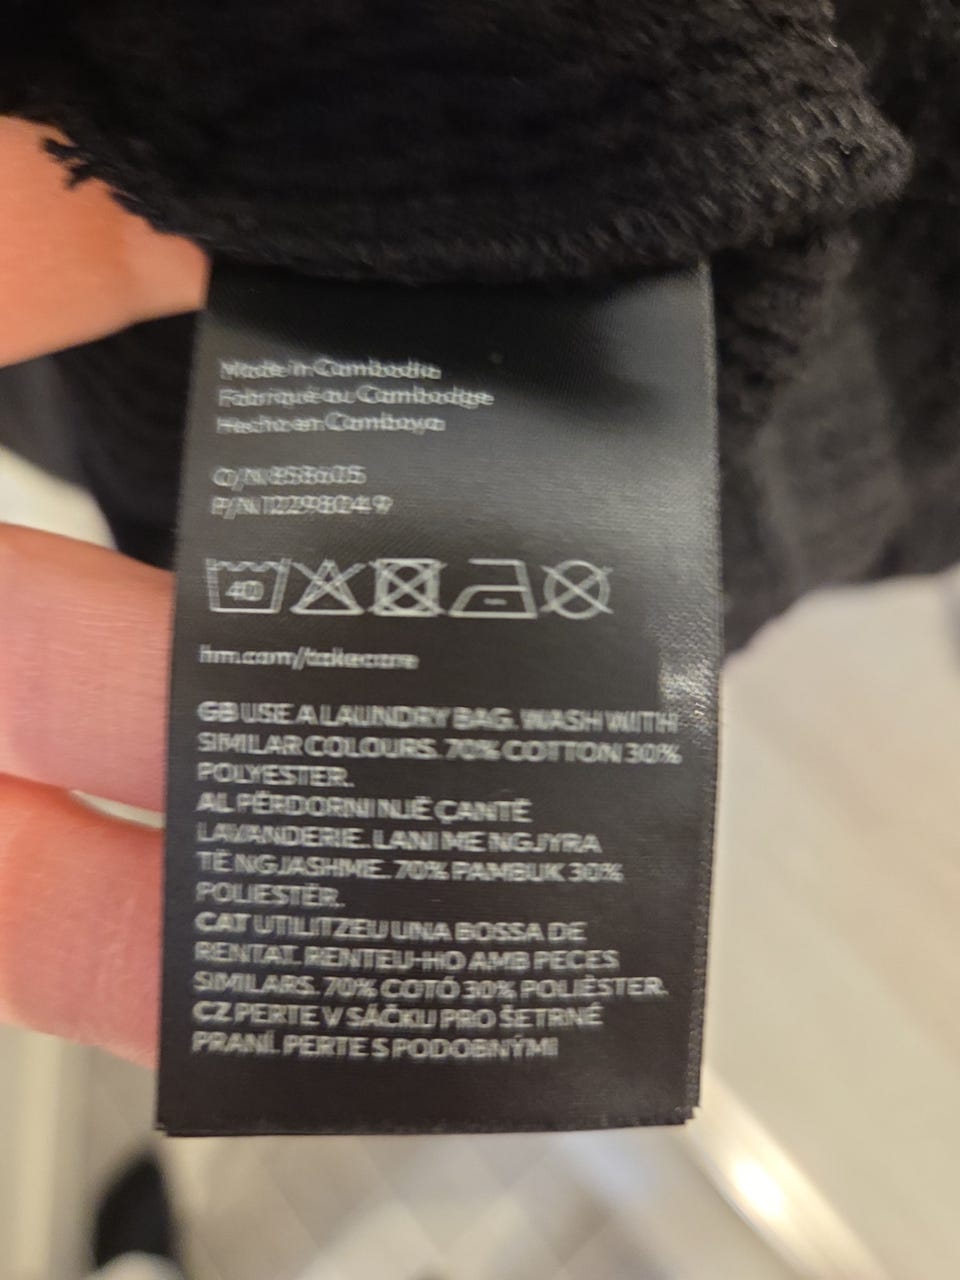 Made in Cambodia
Fabriqué au Cambodge
Hecho en Camboya
O/N 858605
P/N 12298049
40
hm.com/takecare
GB USE A LAUNDRY BAG. WASH WITH
SIMILAR COLOURS. 70% COTTON 30%
POLYESTER.
AL PËRDORNI NJË ÇANTË
LAVANDERIE. LANI ME NGJYRA
TË NGJASHME. 70% PAMBUK 30%
POLIESTËR.
CAT UTILITZEU UNA BOSSA DE
RENTAT. RENTEU-HO AMB PECES
SIMILARS. 70% COTÓ 30% POLIÈSTER.
CZ PERTE V SÁČKU PRO ŠETRNÉ
PRANÍ. PERTE S PODOBNÝMI